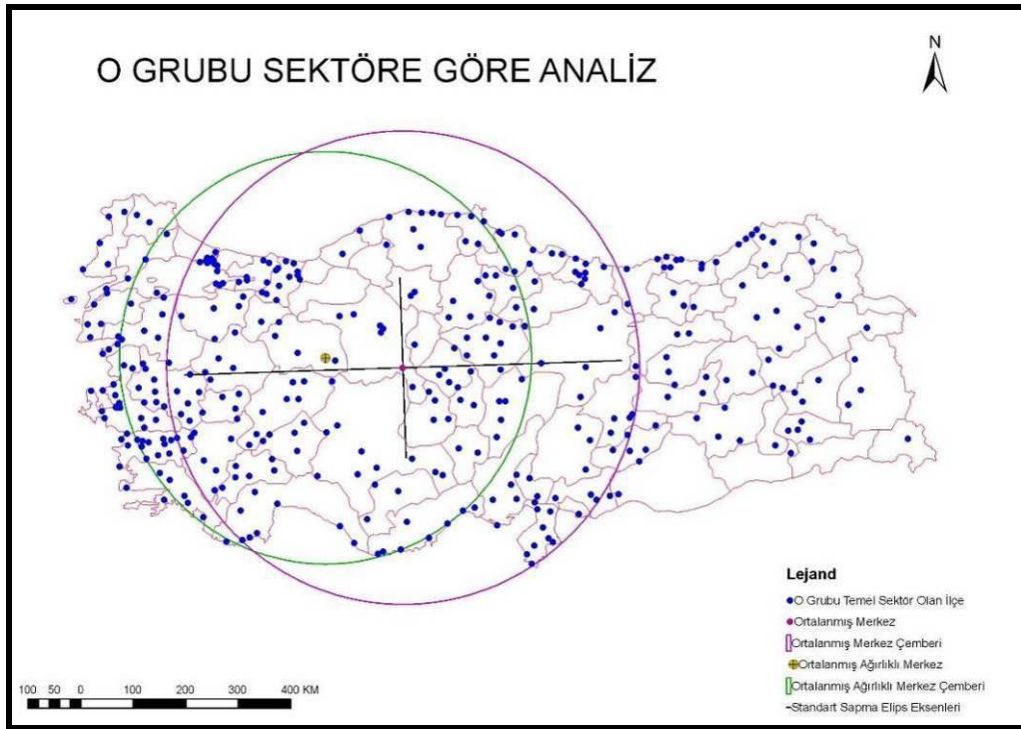 O GRUBU SEKTÖRE GÖRE ANALİZ
N
Lejand
O Grubu Temel Sektör Olan İlçe
Ortalanmış Merkez
Ortalanmış Merkez Çemberi
Ortalanmış Ağırlıklı Merkez
Ortalanmış Ağırlıklı Merkez Çemberi
Standart Sapma Elips Eksenleri
100 50 0 100 200 300 400 KM